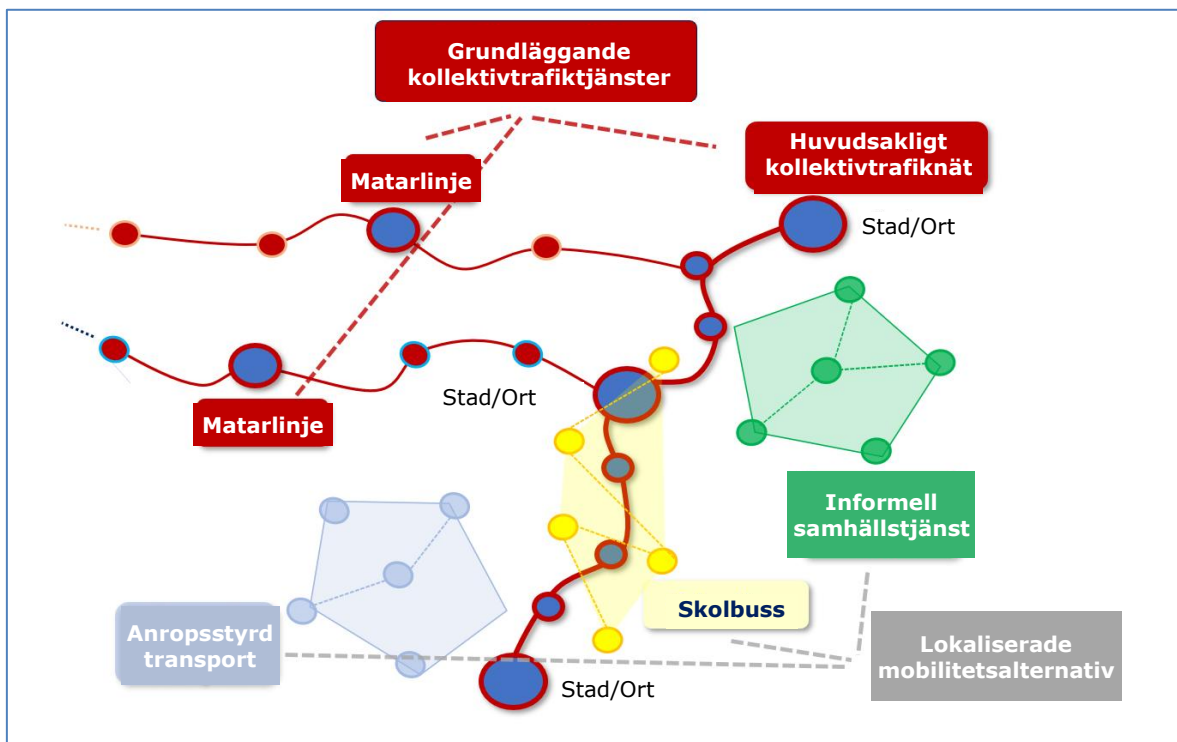 Grundläggande
kollektivtrafiktjänster
Huvudsakligt
kollektivtrafiknät
Matarlinje
Stad/Ort
Stad/Ort
Matarlinje
Informell
samhällstjänst
Skolbuss
Anropsstyrd
transport
Lokaliserade
mobilitetsalternativ
Stad/Ort